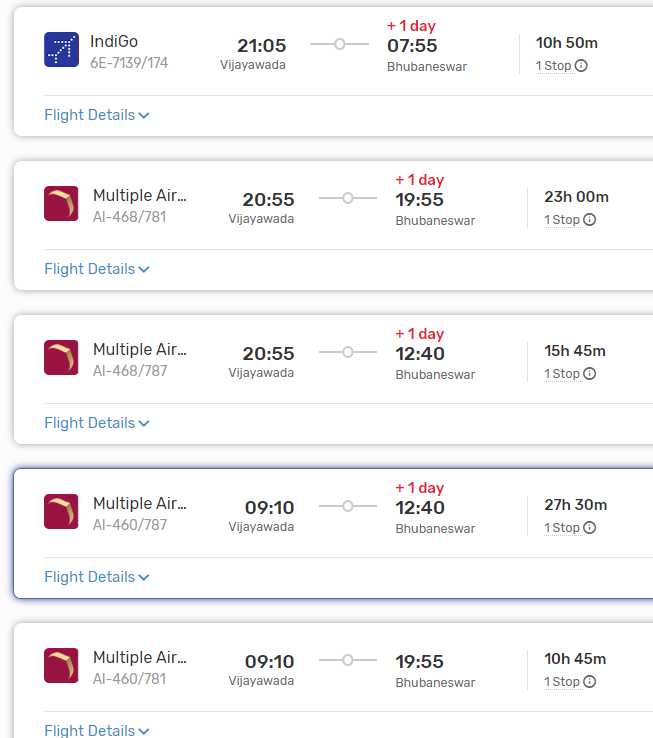 + 1 day
IndiGo 21:05 07:55 10h 50m
6E-7139/174 Vijayawada Bhubaneswar 1 Stop
Flight Details
+ 1 day
Multiple Air... 20:55 19:55 23h 00m
AI-468/781 Vijayawada Bhubaneswar 1 Stop
Flight Details
+ 1 day
Multiple Air... 20:55 12:40 15h 45m
AI-468/787 Vijayawada Bhubaneswar 1 Stop
Flight Details
+ 1 day
Multiple Air... 09:10 12:40 27h 30m
AI-460/787 Vijayawada Bhubaneswar 1 Stop
Flight Details
Multiple Air... 09:10 19:55 10h 45m
AI-460/781 Vijayawada Bhubaneswar 1 Stop
Flight Details